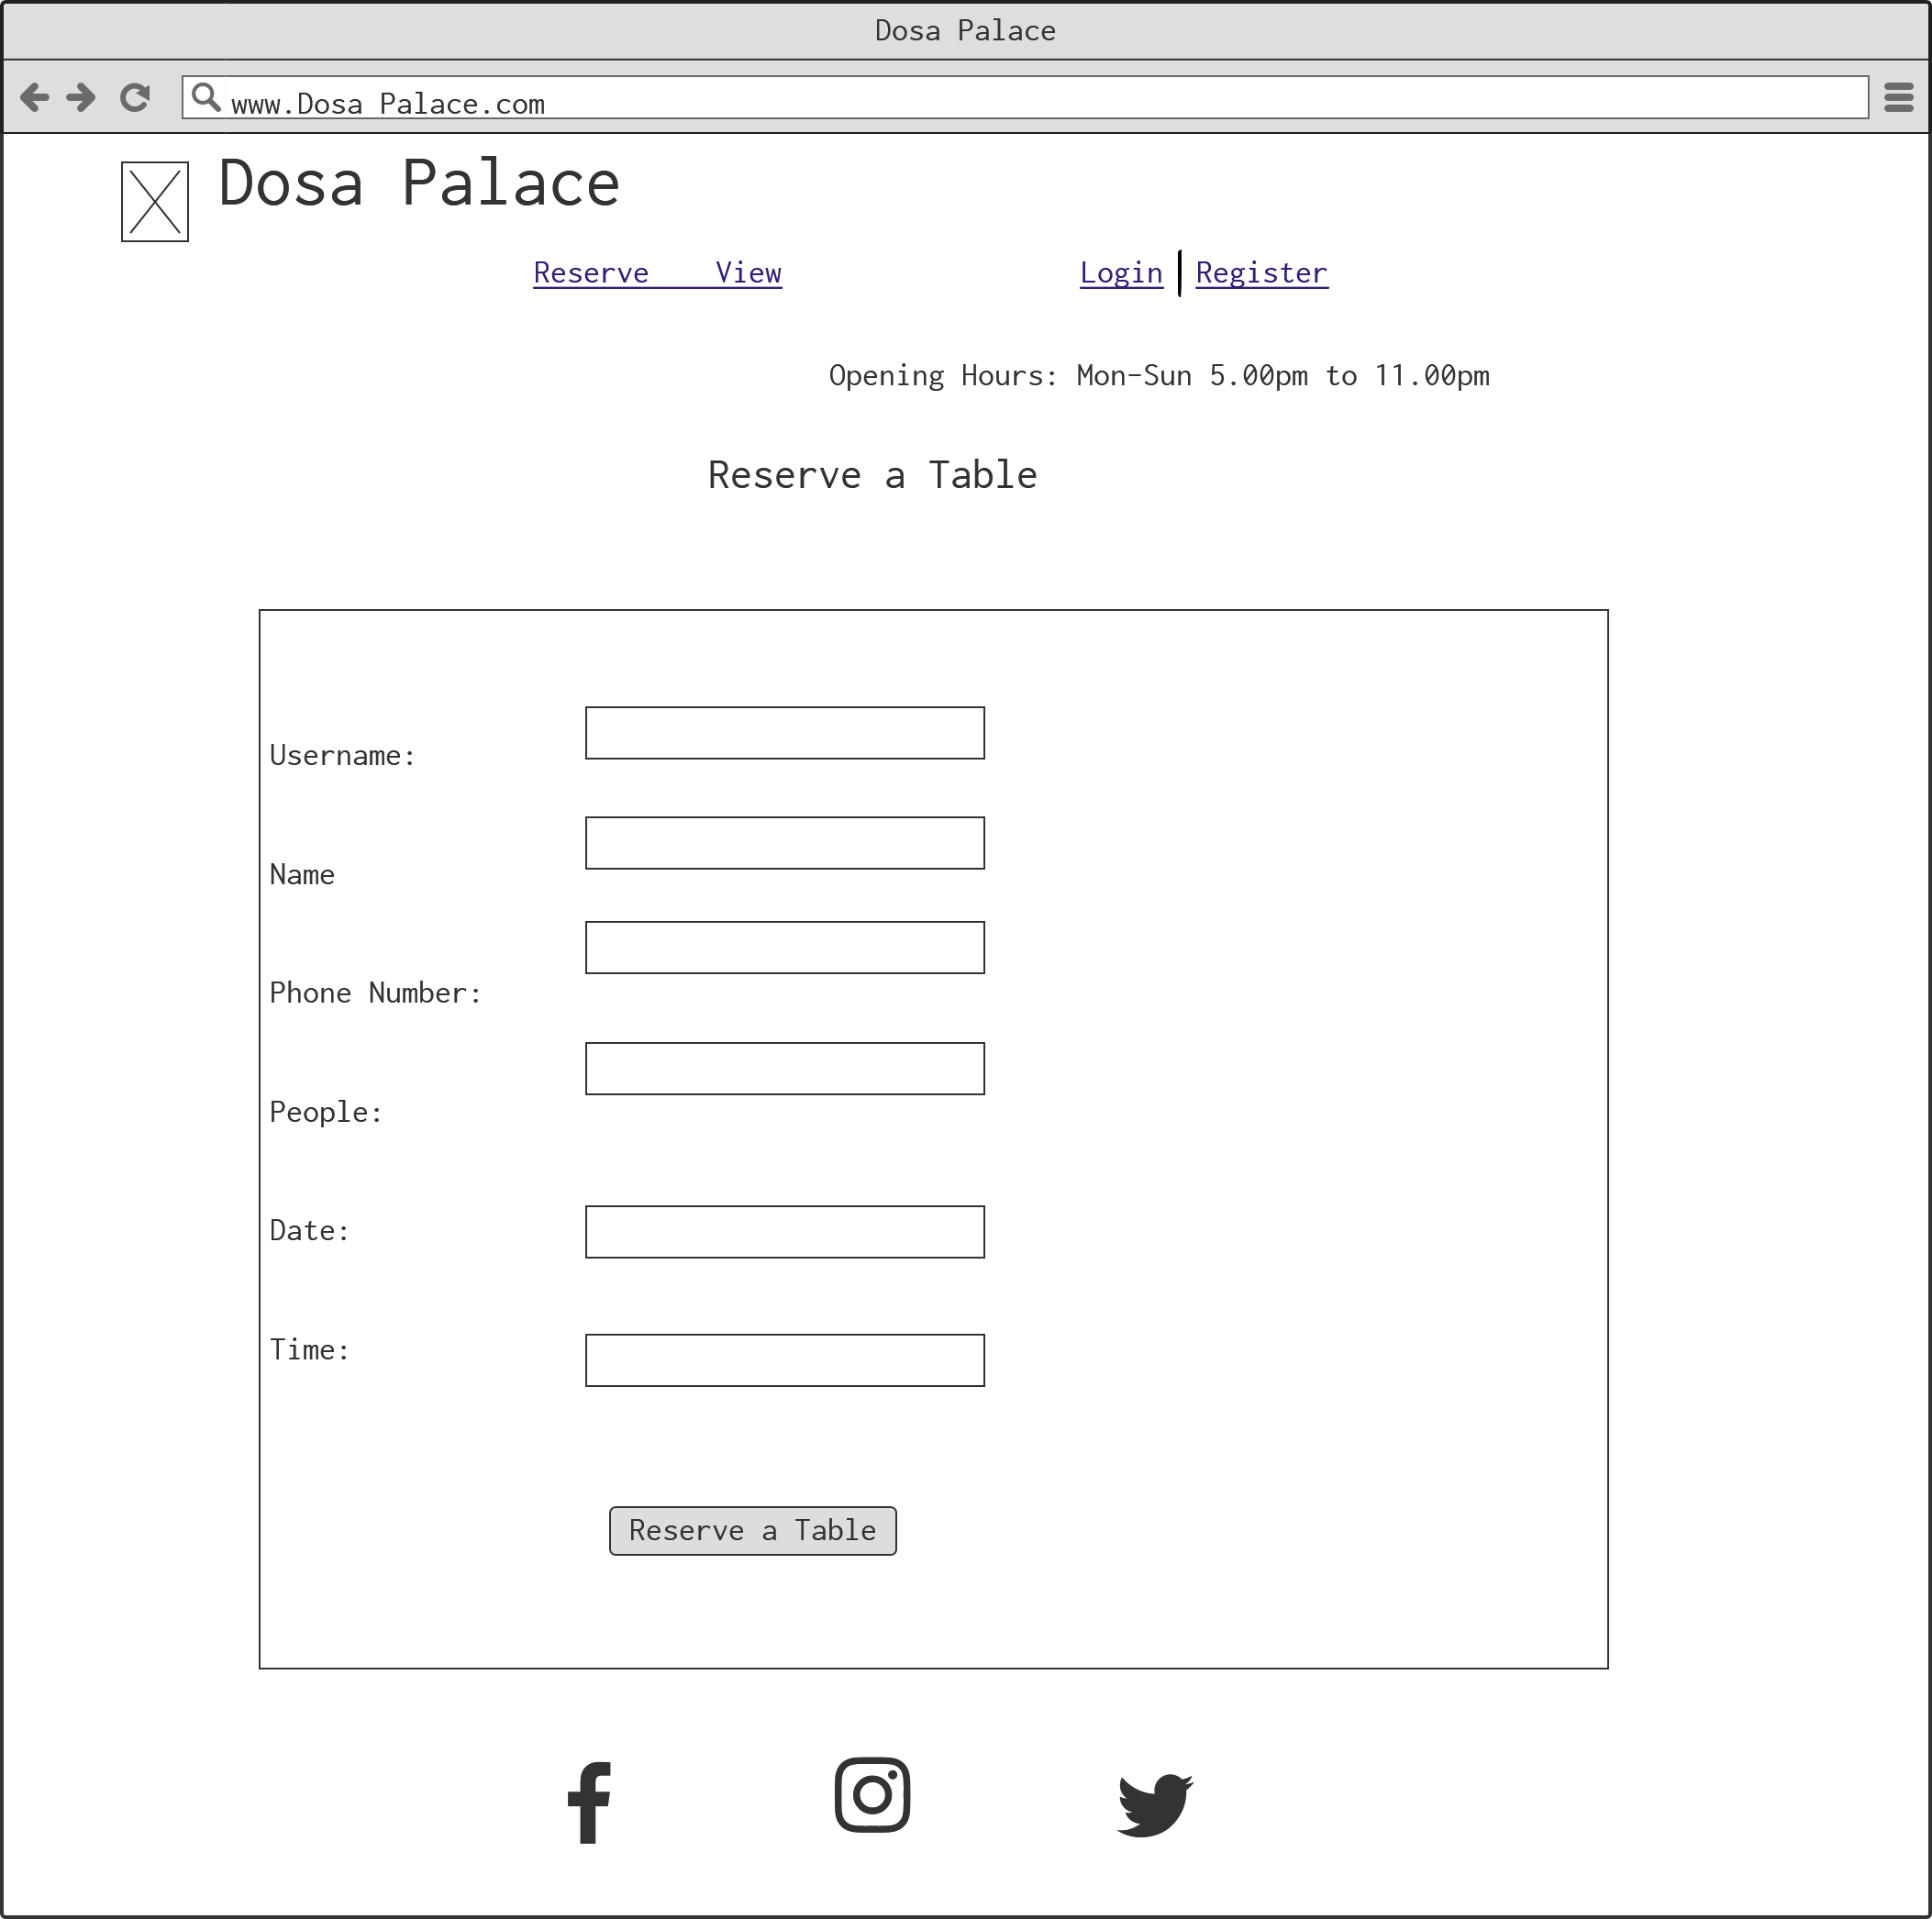 Dosa Palace
www.Dosa Palace.com
Dosa Palace
Reserve    View    Login | Register
Opening Hours: Mon-Sun 5.00pm to 11.00pm
Reserve a Table
Username:
Name
Phone Number:
People:
Date:
Time:
Reserve a Table